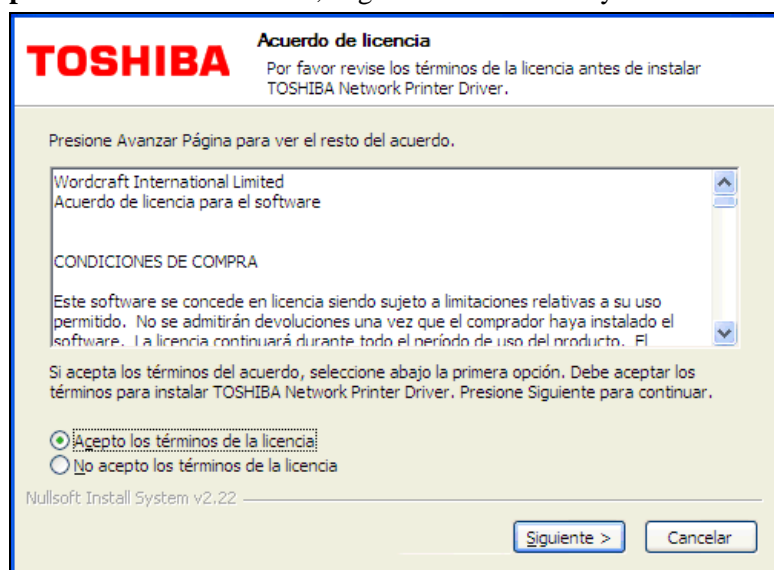 TOSHIBA
Acuerdo de licencia
Por favor revise los términos de la licencia antes de instalar
TOSHIBA Network Printer Driver.
Presione Avanzar Página para ver el resto del acuerdo.
Wordcraft International Limited
Acuerdo de licencia para el software
CONDICIONES DE COMPRA
Este software se concede en licencia siendo sujeto a limitaciones relativas a su uso
permitido. No se admitirán devoluciones una vez que el comprador haya instalado el
software. La licencia continuará durante todo el período de uso del producto. El
Si acepta los términos del acuerdo, seleccione abajo la primera opción. Debe aceptar los
términos para instalar TOSHIBA Network Printer Driver. Presione Siguiente para continuar.
Acepto los términos de la licencia
No acepto los términos de la licencia
Nullsoft Install System v2.22
Siguiente > Cancelar